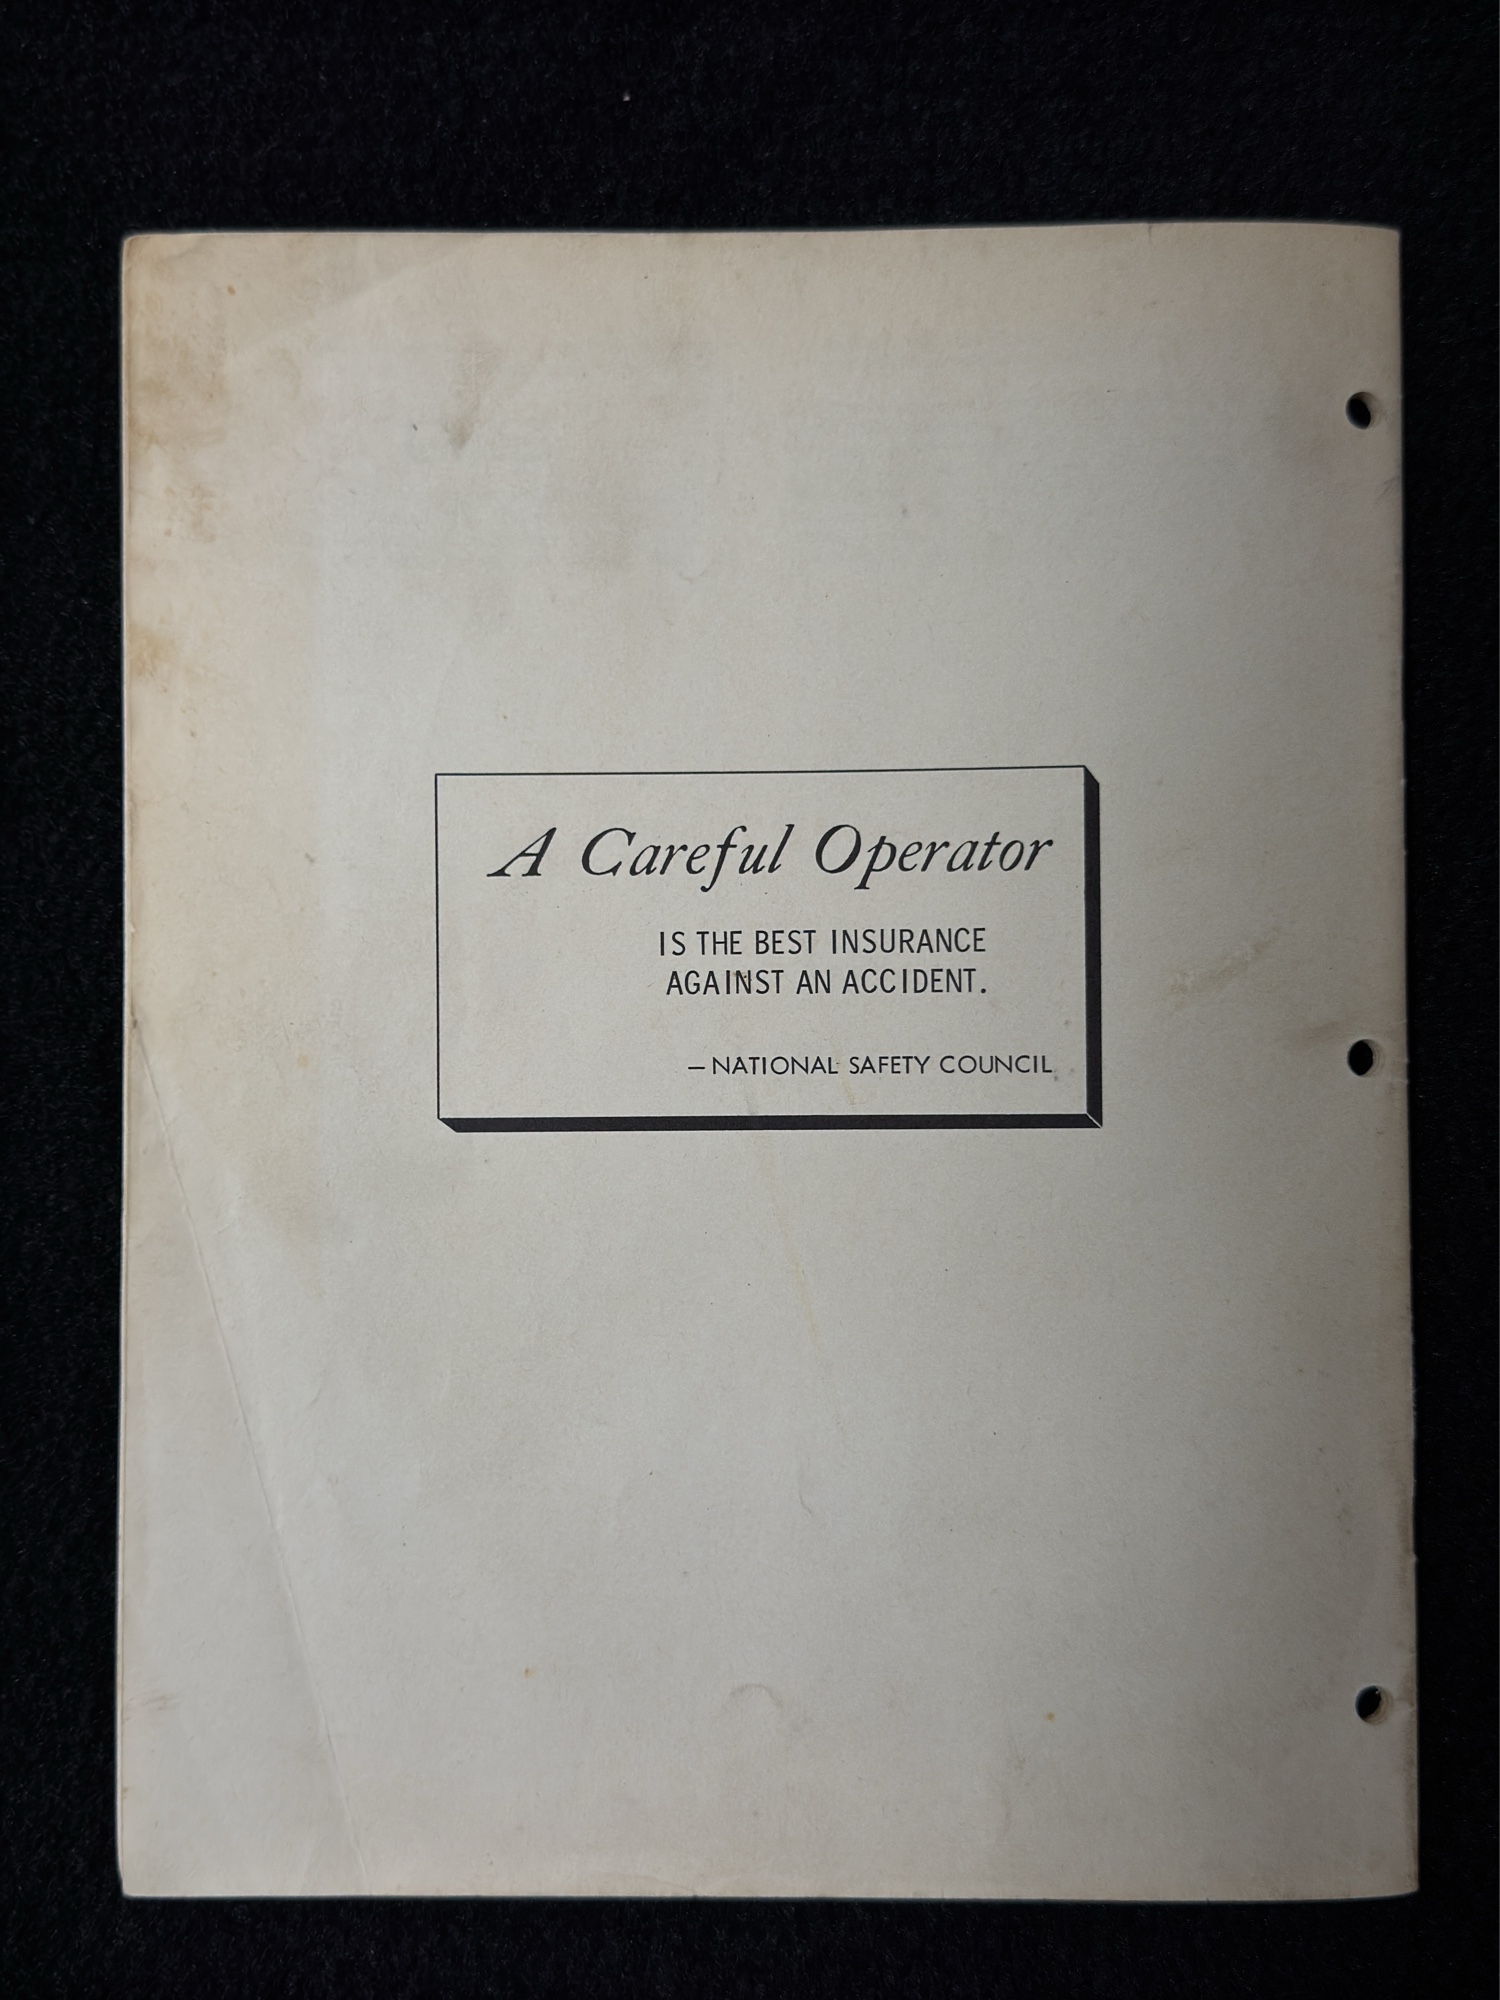 A Careful Operator
IS THE BEST INSURANCE
AGAINST AN ACCIDENT.
—NATIONAL SAFETY COUNCIL